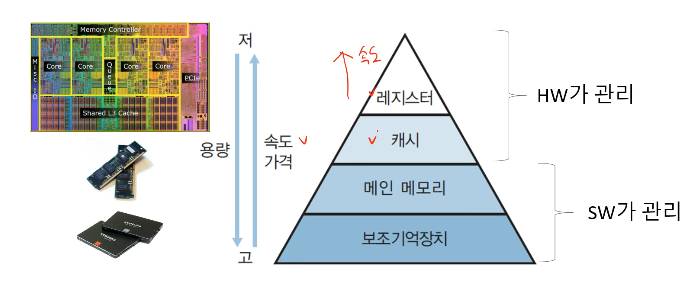 Memory Controller
Misc IO
Core
Core
Queue
Core
Core
PCIe
Shared L3 Cache
저
용량
속도
가격
고
속도
레지스터
캐시
메인 메모리
보조기억장치
HW가 관리
SW가 관리